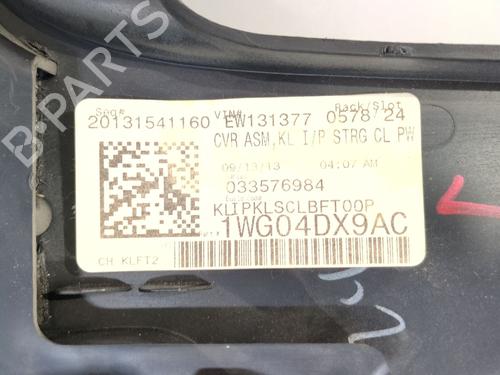 Seq# VIN# Rack/Slot
20131541160 EW131377 0578/24
CVR ASM,KL I/P STRG CL PW
09/13/13 04:07 AM
033576984
KLIPKLSCLBFT00P
1WG04DX9AC
CH KLFT2
B-PARTS